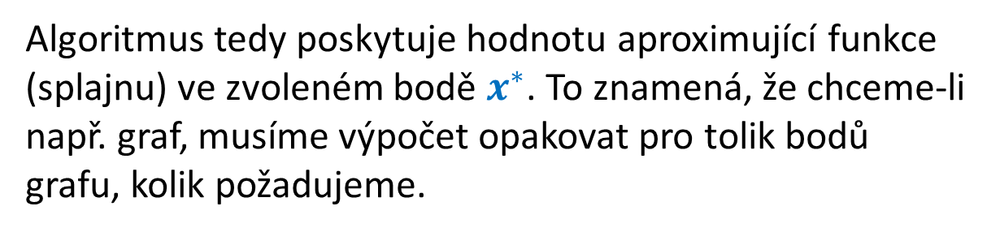 Algoritmus tedy poskytuje hodnotu aproximující funkce
(splajnu) ve zvoleném bodě x*. To znamená, že chceme-li
např. graf, musíme výpočet opakovat pro tolik bodů
grafu, kolik požadujeme.